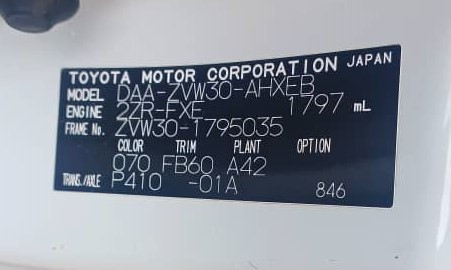 TOYOTA MOTOR CORPORATION JAPAN
MODEL DAA-ZVW30-AHXEB
ENGINE 2ZR-FXE 1797 mL
FRAME No. ZVW30-1795035
COLOR TRIM PLANT OPTION
070 FB60 A42
TRANS./AXLE P410 -01A 846